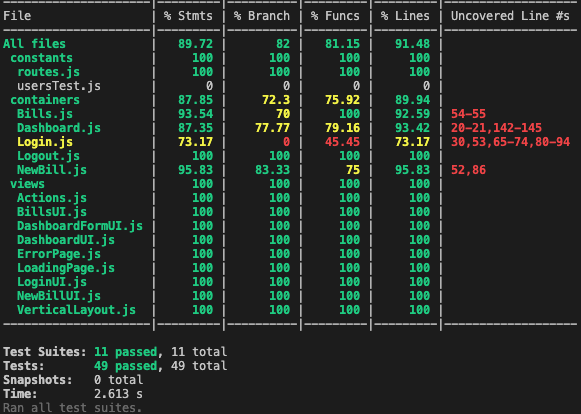 File | % Stmts | % Branch | % Funcs | % Lines | Uncovered Line #s
All files | 89.72 | 82 | 81.15 | 91.48 |
constants | 100 | 100 | 100 | 100 |
routes.js | 100 | 100 | 100 | 100 |
usersTest.js | 0 | 0 | 0 | 0 |
containers | 87.85 | 72.3 | 75.92 | 89.94 |
Bills.js | 93.54 | 70 | 100 | 92.59 | 54-55
Dashboard.js | 87.35 | 77.77 | 79.16 | 93.42 | 20-21,142-145
Login.js | 73.17 | 0 | 45.45 | 73.17 | 30,53,65-74,80-94
Logout.js | 100 | 100 | 100 | 100 |
NewBill.js | 95.83 | 83.33 | 75 | 95.83 | 52,86
views | 100 | 100 | 100 | 100 |
Actions.js | 100 | 100 | 100 | 100 |
BillsUI.js | 100 | 100 | 100 | 100 |
DashboardFormUI.js | 100 | 100 | 100 | 100 |
DashboardUI.js | 100 | 100 | 100 | 100 |
ErrorPage.js | 100 | 100 | 100 | 100 |
LoadingPage.js | 100 | 100 | 100 | 100 |
LoginUI.js | 100 | 100 | 100 | 100 |
NewBillUI.js | 100 | 100 | 100 | 100 |
VerticalLayout.js | 100 | 100 | 100 | 100 |
Test Suites: 11 passed, 11 total
Tests: 49 passed, 49 total
Snapshots: 0 total
Time: 2.613 s
Ran all test suites.